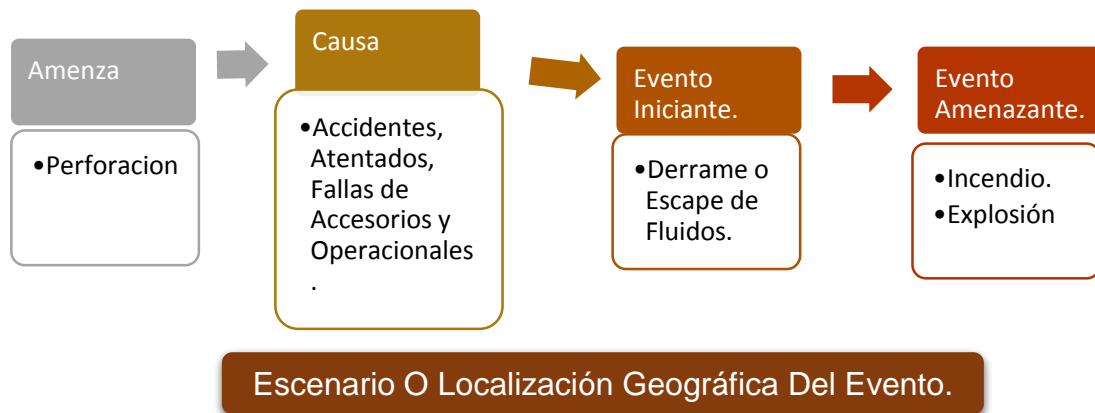 Amenza
•Perforacion
Causa
•Accidentes,
Atentados,
Fallas de
Accesorios y
Operacionales
.
Evento
Iniciante.
•Derrame o
Escape de
Fluidos.
Evento
Amenazante.
•Incendio.
•Explosión
Escenario O Localización Geográfica Del Evento.